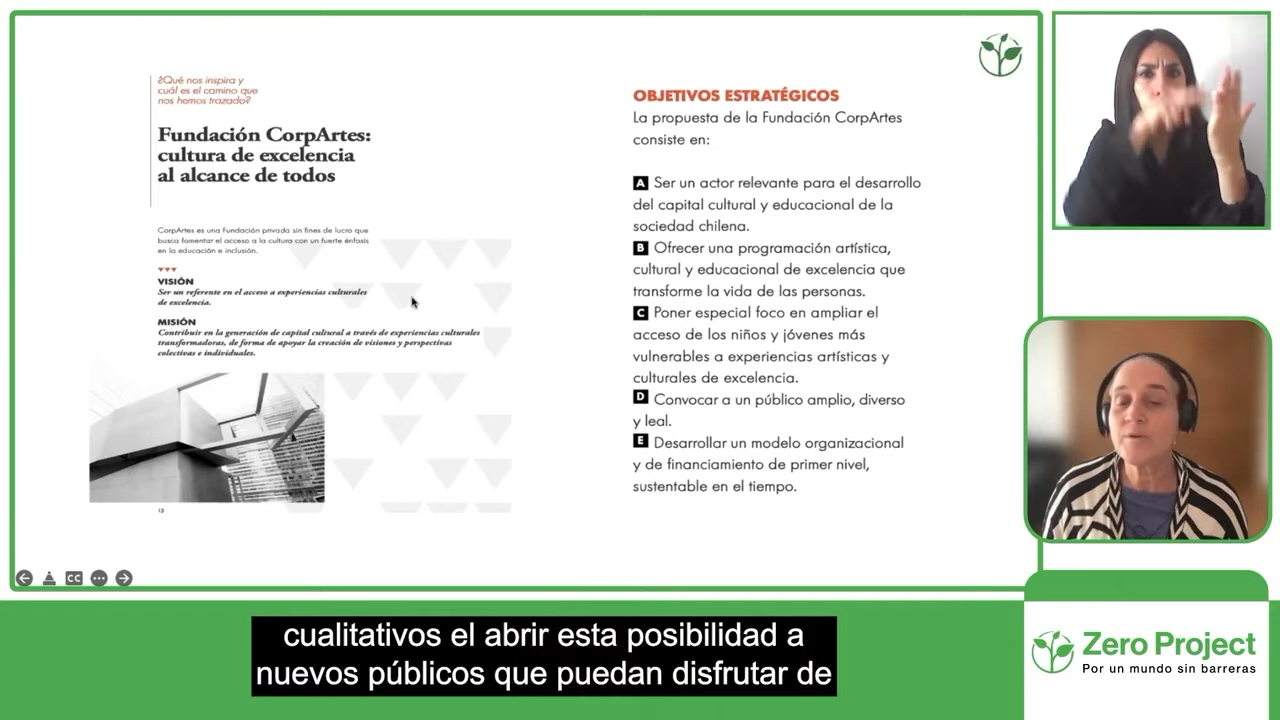 ¿Qué nos inspira y
cuál es el camino que
nos hemos trazado?
Fundación CorpArtes:
cultura de excelencia
al alcance de todos
CorpArtes es una Fundación privada sin fines de lucro que
busca fomentar el acceso a la cultura con un fuerte énfasis
en la educación e inclusión.
VISIÓN
Ser un referente en el acceso a experiencias culturales
de excelencia.
MISIÓN
Contribuir en la generación de capital cultural a través de experiencias culturales
transformadoras, de forma de apoyar la creación de visiones y perspectivas
colectivas e individuales.
13
OBJETIVOS ESTRATÉGICOS
La propuesta de la Fundación CorpArtes
consiste en:
A Ser un actor relevante para el desarrollo
del capital cultural y educacional de la
sociedad chilena.
B Ofrecer una programación artística,
cultural y educacional de excelencia que
transforme la vida de las personas.
C Poner especial foco en ampliar el
acceso de los niños y jóvenes más
vulnerables a experiencias artísticas y
culturales de excelencia.
D Convocar a un público amplio, diverso
y leal.
E Desarrollar un modelo organizacional
y de financiamiento de primer nivel,
sustentable en el tiempo.
CC
cualitativos el abrir esta posibilidad a
nuevos públicos que puedan disfrutar de
Zero Project
Por un mundo sin barreras